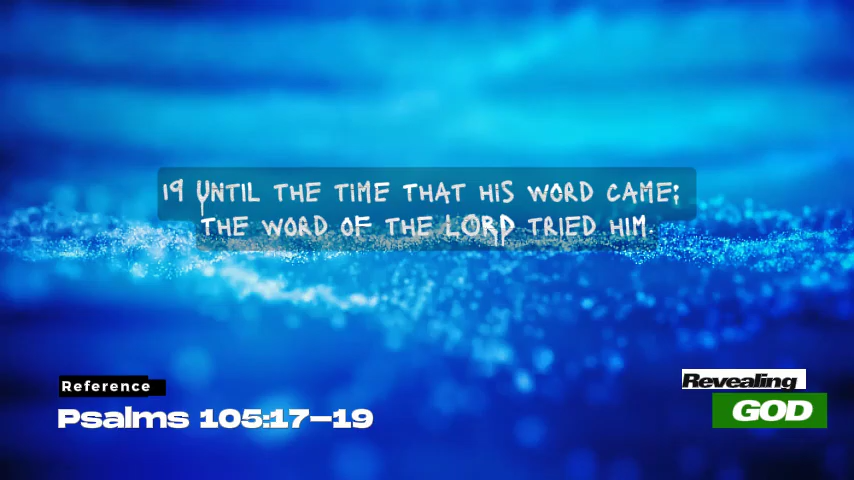 19 UNTIL THE TIME THAT HIS WORD CAME:
THE WORD OF THE LORD TRIED HIM.
Reference
Psalms 105:17–19
Revealing
GOD